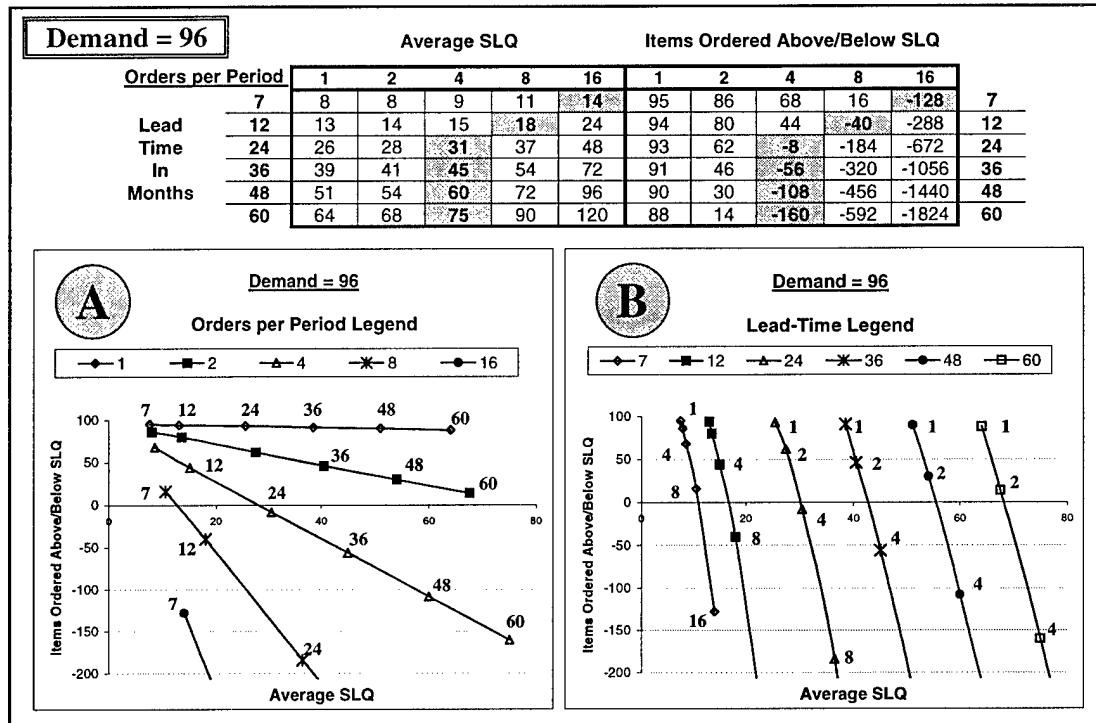 Demand = 96
Average SLQ Items Ordered Above/Below SLQ
Orders per Period 1 2 4 8 16 1 2 4 8 16
7 8 8 9 11 14 95 86 68 16 -128 7
Lead 12 13 14 15 18 24 94 80 44 -40 -288 12
Time 24 26 28 31 37 48 93 62 -8 -184 -672 24
In 36 39 41 45 54 72 91 46 -56 -320 -1056 36
Months 48 51 54 60 72 96 90 30 -108 -456 -1440 48
60 64 68 75 90 120 88 14 -160 -592 -1824 60
A
Demand = 96
Orders per Period Legend
1 2 4 8 16
Items Ordered Above/Below SLQ
100
50
0
-50
-100
-150
-200
0 20 40 60 80
7 12 24 36 48 60
36 48 60
12 24 36 48 60
7 12 24
7
Average SLQ
B
Demand = 96
Lead-Time Legend
7 12 24 36 48 60
Items Ordered Above/Below SLQ
100
50
0
-50
-100
-150
-200
0 20 40 60 80
1 4 8 16
4 8
1 2 4 8
1 2 4
1 4
1 2 4
Average SLQ